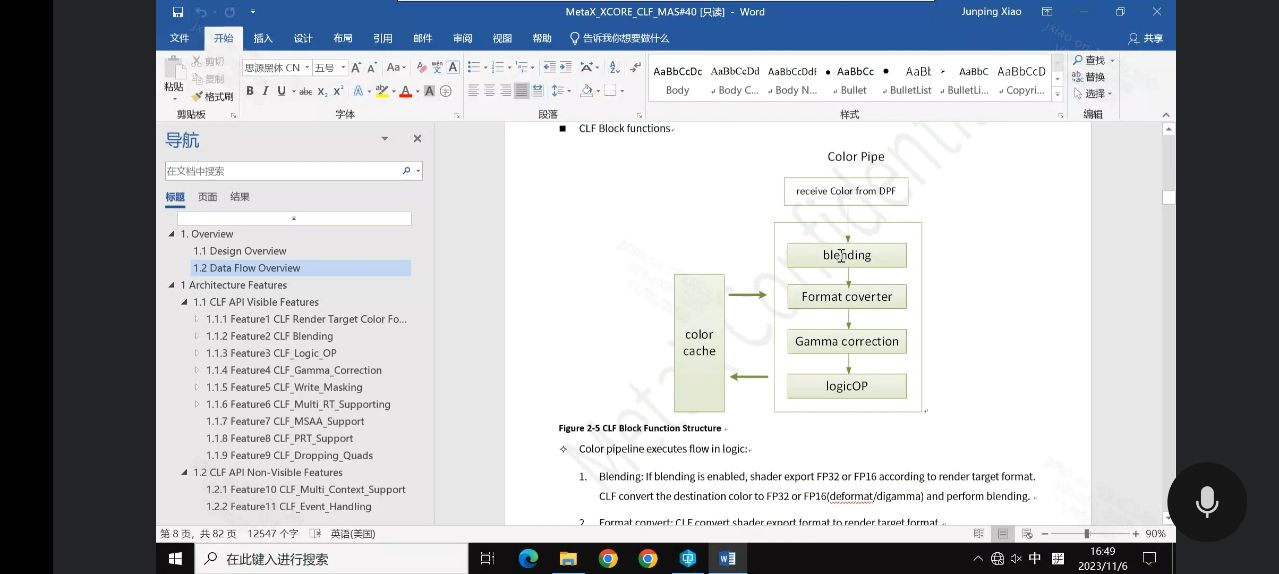 MetaX_XCORE_CLF_MAS#40 [只读] - Word
Junping Xiao
文件 开始 插入 设计 布局 引用 邮件 审阅 视图 帮助 告诉我你想要做什么 共享
粘贴
剪切
复制
格式刷
思源黑体 CN 五号
AaBbCcDc AaBbCcDd AaBbCcDdE AaBbCc AaBb AaBbC AaBbCcD
Body Body C... Body N... Bullet BulletList BulletLi... Copyri...
查找
替换
选择
剪贴板 字体 段落 样式 编辑
导航
在文档中搜索
标题 页面 结果
1. Overview
1.1 Design Overview
1.2 Data Flow Overview
1 Architecture Features
1.1 CLF API Visible Features
1.1.1 Feature1 CLF Render Target Color Fo...
1.1.2 Feature2 CLF Blending
1.1.3 Feature3 CLF_Logic_OP
1.1.4 Feature4 CLF_Gamma_Correction
1.1.5 Feature5 CLF_Write_Masking
1.1.6 Feature6 CLF_Multi_RT_Supporting
1.1.7 Feature7 CLF_MSAA_Support
1.1.8 Feature8 CLF_PRT_Support
1.1.9 Feature9 CLF_Dropping_Quads
1.2 CLF API Non-Visible Features
1.2.1 Feature10 CLF_Multi_Context_Support
1.2.2 Feature11 CLF_Event_Handling
CLF Block functions
Color Pipe
receive Color from DPF
blending
Format coverter
Gamma correction
logicOP
color
cache
MetaX Confidential
Figure 2-5 CLF Block Function Structure
Color pipeline executes flow in logic:
1. Blending: If blending is enabled, shader export FP32 or FP16 according to render target format.
CLF convert the destination color to FP32 or FP16(deformat/digamma) and perform blending.
2. Format convert: CLF convert shader export format to render target format
第 8 页，共 82 页 12547 个字 英语(美国) 90%
在此键入进行搜索
中
16:49
2023/11/6